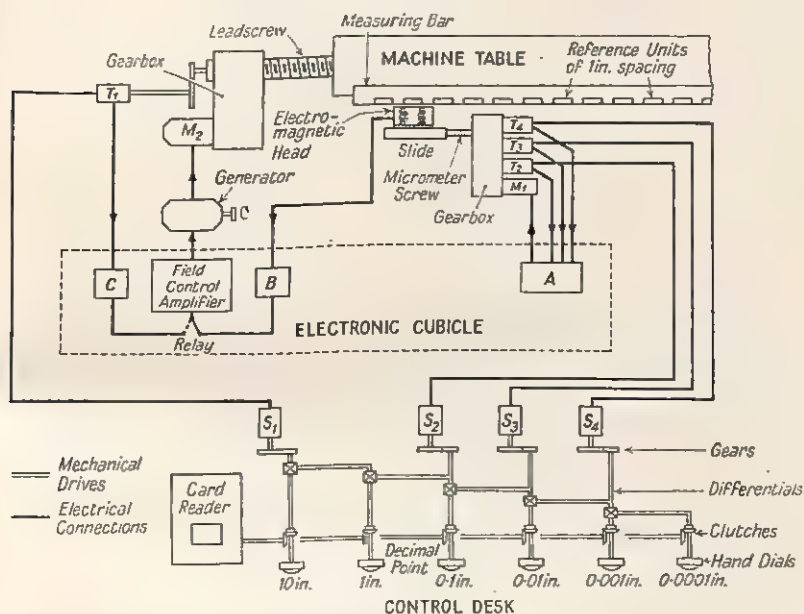 Measuring Bar
Leadscrew
Gearbox
MACHINE TABLE
Reference Units
of 1in. spacing
T1
M2
Electro-
magnetic
Head
Slide
Micrometer
Screw
Gearbox
T4
T3
T2
M1
Generator
C
C
Field
Control
Amplifier
B
A
Relay
ELECTRONIC CUBICLE
S1
S2
S3
S4
Gears
Mechanical
Drives
Electrical
Connections
Card
Reader
Differentials
Clutches
Decimal
Point
Hand Dials
10in.
1in.
0·1in.
0·01in.
0·001in.
0·0001in.
CONTROL DESK